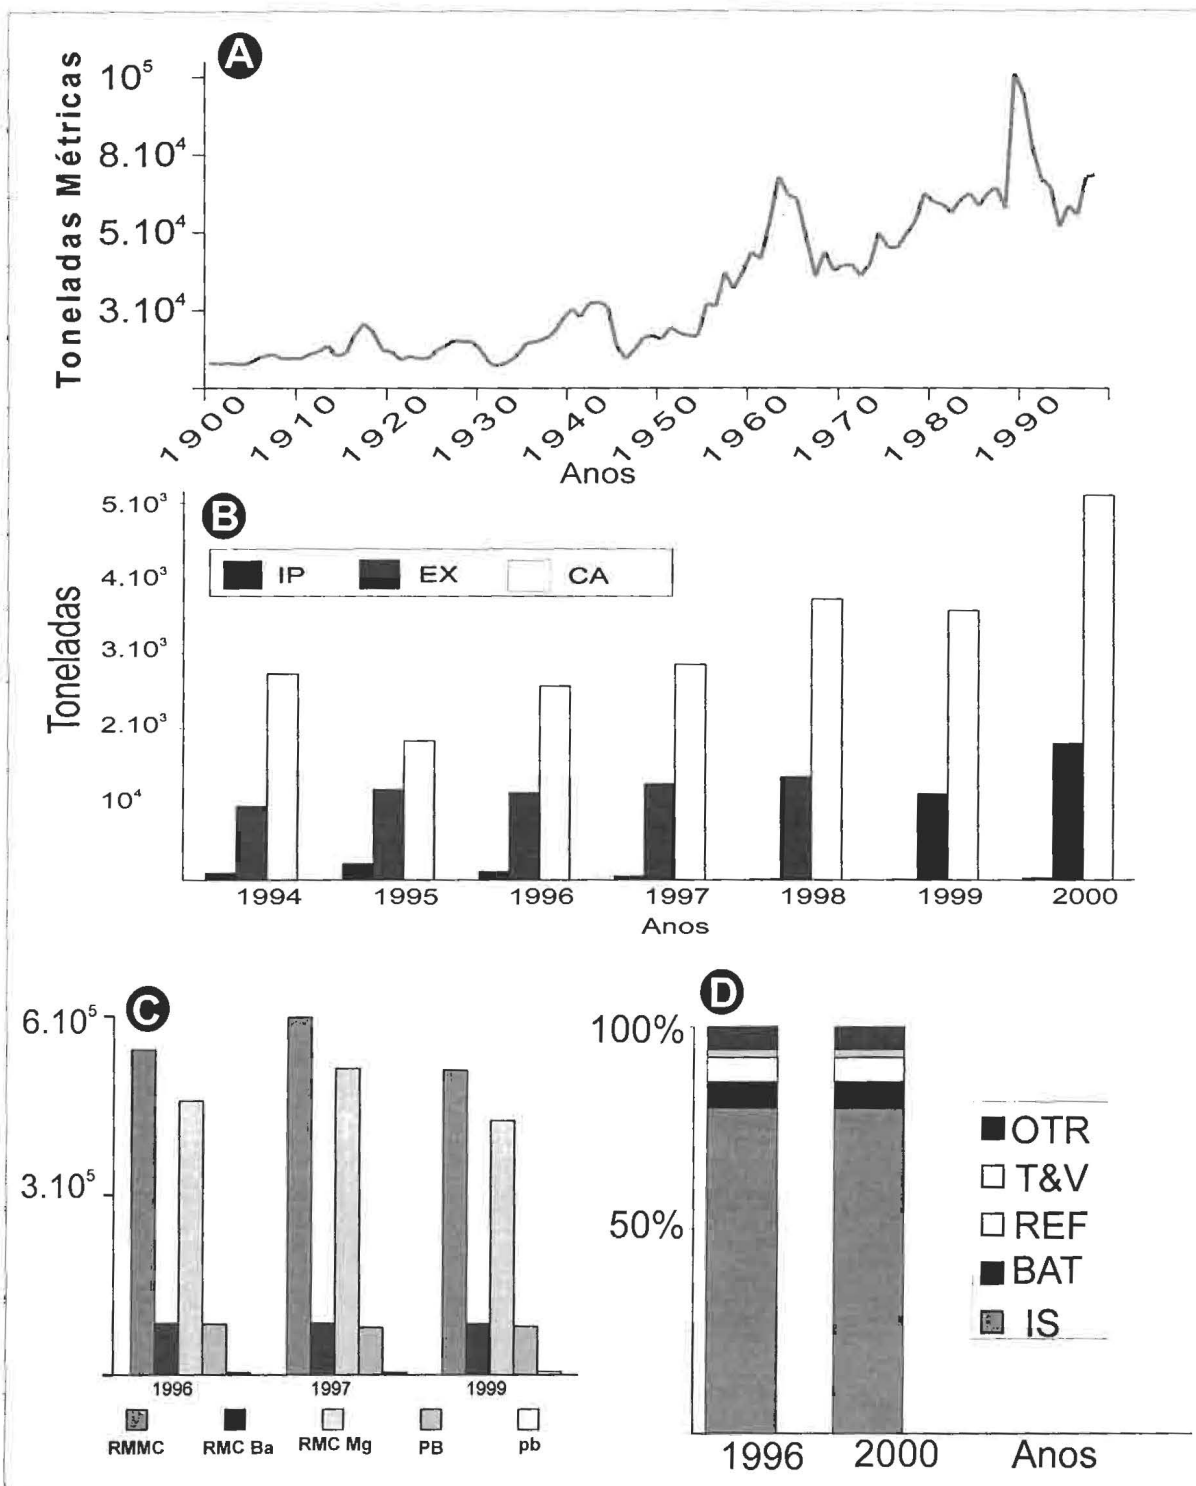 A
Toneladas Métricas
10⁵
8.10⁴
5.10⁴
3.10⁴
1900 1910 1920 1930 1940 1950 1960 1970 1980 1990
Anos
B
Toneladas
5.10³
4.10³
3.10³
2.10³
10⁴
IP EX CA
1994 1995 1996 1997 1998 1999 2000
Anos
C
6.10⁵
3.10⁵
1996 1997 1999
RMMC RMC Ba RMC Mg PB pb
D
100%
50%
OTR
T&V
REF
BAT
IS
1996 2000 Anos